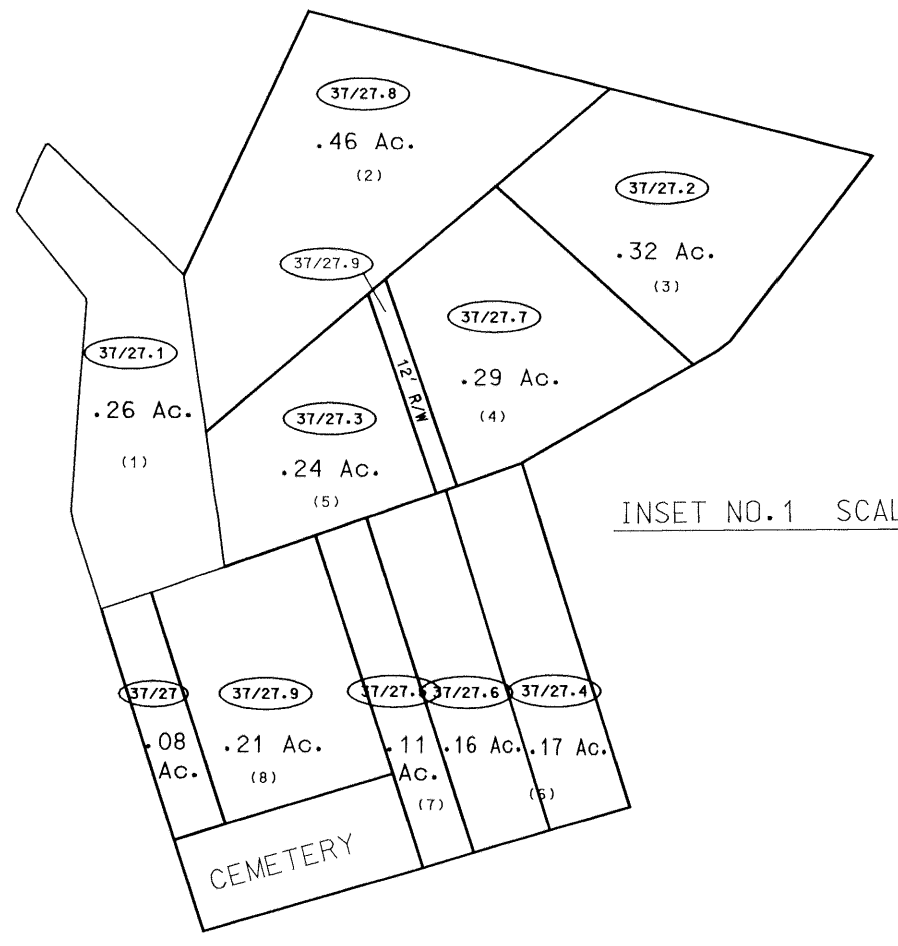 37/27.8
.46 Ac.
(2)
37/27.2
.32 Ac.
(3)
37/27.9
37/27.7
.29 Ac.
(4)
12' R/W
37/27.1
.26 Ac.
(1)
37/27.3
.24 Ac.
(5)
INSET NO.1 SCAL
37/27
.08
Ac.
37/27.9
.21 Ac.
(8)
.11
Ac.
(7)
37/27.6
.16 Ac.
37/27.4
.17 Ac.
(6)
CEMETERY